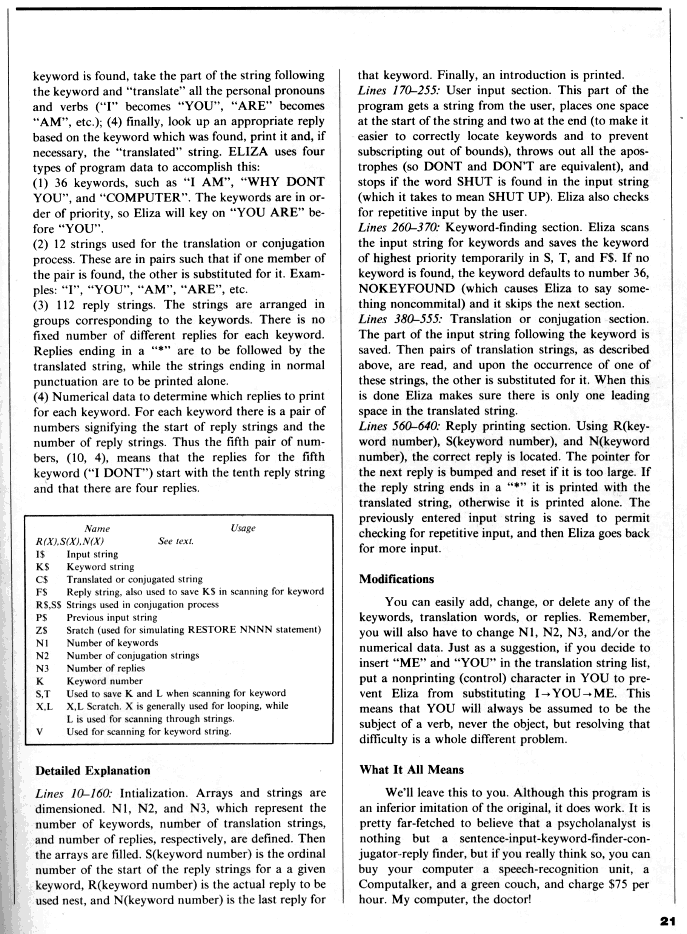 keyword is found, take the part of the string following
the keyword and “translate” all the personal pronouns
and verbs (“I” becomes “YOU”, “ARE” becomes
“AM”, etc.); (4) finally, look up an appropriate reply
based on the keyword which was found, print it and, if
necessary, the “translated” string. ELIZA uses four
types of program data to accomplish this:
(1) 36 keywords, such as “I AM”, “WHY DONT
YOU”, and “COMPUTER”. The keywords are in or-
der of priority, so Eliza will key on “YOU ARE” be-
fore “YOU”.
(2) 12 strings used for the translation or conjugation
process. These are in pairs such that if one member of
the pair is found, the other is substituted for it. Exam-
ples: “I”, “YOU”, “AM”, “ARE”, etc.
(3) 112 reply strings. The strings are arranged in
groups corresponding to the keywords. There is no
fixed number of different replies for each keyword.
Replies ending in a “*” are to be followed by the
translated string, while the strings ending in normal
punctuation are to be printed alone.
(4) Numerical data to determine which replies to print
for each keyword. For each keyword there is a pair of
numbers signifying the start of reply strings and the
number of reply strings. Thus the fifth pair of num-
bers, (10, 4), means that the replies for the fifth
keyword (“I DONT”) start with the tenth reply string
and that there are four replies.
Name Usage
R(X),S(X),N(X) See text.
I$ Input string
K$ Keyword string
C$ Translated or conjugated string
F$ Reply string, also used to save K$ in scanning for keyword
R$,S$ Strings used in conjugation process
P$ Previous input string
Z$ Sratch (used for simulating RESTORE NNNN statement)
N1 Number of keywords
N2 Number of conjugation strings
N3 Number of replies
K Keyword number
S,T Used to save K and L when scanning for keyword
X,L X,L Scratch. X is generally used for looping, while
L is used for scanning through strings.
V Used for scanning for keyword string.
Detailed Explanation
Lines 10–160: Intialization. Arrays and strings are
dimensioned. N1, N2, and N3, which represent the
number of keywords, number of translation strings,
and number of replies, respectively, are defined. Then
the arrays are filled. S(keyword number) is the ordinal
number of the start of the reply strings for a a given
keyword, R(keyword number) is the actual reply to be
used nest, and N(keyword number) is the last reply for
that keyword. Finally, an introduction is printed.
Lines 170–255: User input section. This part of the
program gets a string from the user, places one space
at the start of the string and two at the end (to make it
easier to correctly locate keywords and to prevent
subscripting out of bounds), throws out all the apos-
trophes (so DONT and DON'T are equivalent), and
stops if the word SHUT is found in the input string
(which it takes to mean SHUT UP). Eliza also checks
for repetitive input by the user.
Lines 260–370: Keyword-finding section. Eliza scans
the input string for keywords and saves the keyword
of highest priority temporarily in S, T, and F$. If no
keyword is found, the keyword defaults to number 36,
NOKEYFOUND (which causes Eliza to say some-
thing noncommital) and it skips the next section.
Lines 380–555: Translation or conjugation section.
The part of the input string following the keyword is
saved. Then pairs of translation strings, as described
above, are read, and upon the occurrence of one of
these strings, the other is substituted for it. When this
is done Eliza makes sure there is only one leading
space in the translated string.
Lines 560–640: Reply printing section. Using R(key-
word number), S(keyword number), and N(keyword
number), the correct reply is located. The pointer for
the next reply is bumped and reset if it is too large. If
the reply string ends in a “*” it is printed with the
translated string, otherwise it is printed alone. The
previously entered input string is saved to permit
checking for repetitive input, and then Eliza goes back
for more input.
Modifications
You can easily add, change, or delete any of the
keywords, translation words, or replies. Remember,
you will also have to change N1, N2, N3, and/or the
numerical data. Just as a suggestion, if you decide to
insert “ME” and “YOU” in the translation string list,
put a nonprinting (control) character in YOU to pre-
vent Eliza from substituting I→YOU→ME. This
means that YOU will always be assumed to be the
subject of a verb, never the object, but resolving that
difficulty is a whole different problem.
What It All Means
We'll leave this to you. Although this program is
an inferior imitation of the original, it does work. It is
pretty far-fetched to believe that a psycholanalyst is
nothing but a sentence-input-keyword-finder-con-
jugator-reply finder, but if you really think so, you can
buy your computer a speech-recognition unit, a
Computalker, and a green couch, and charge $75 per
hour. My computer, the doctor!
21